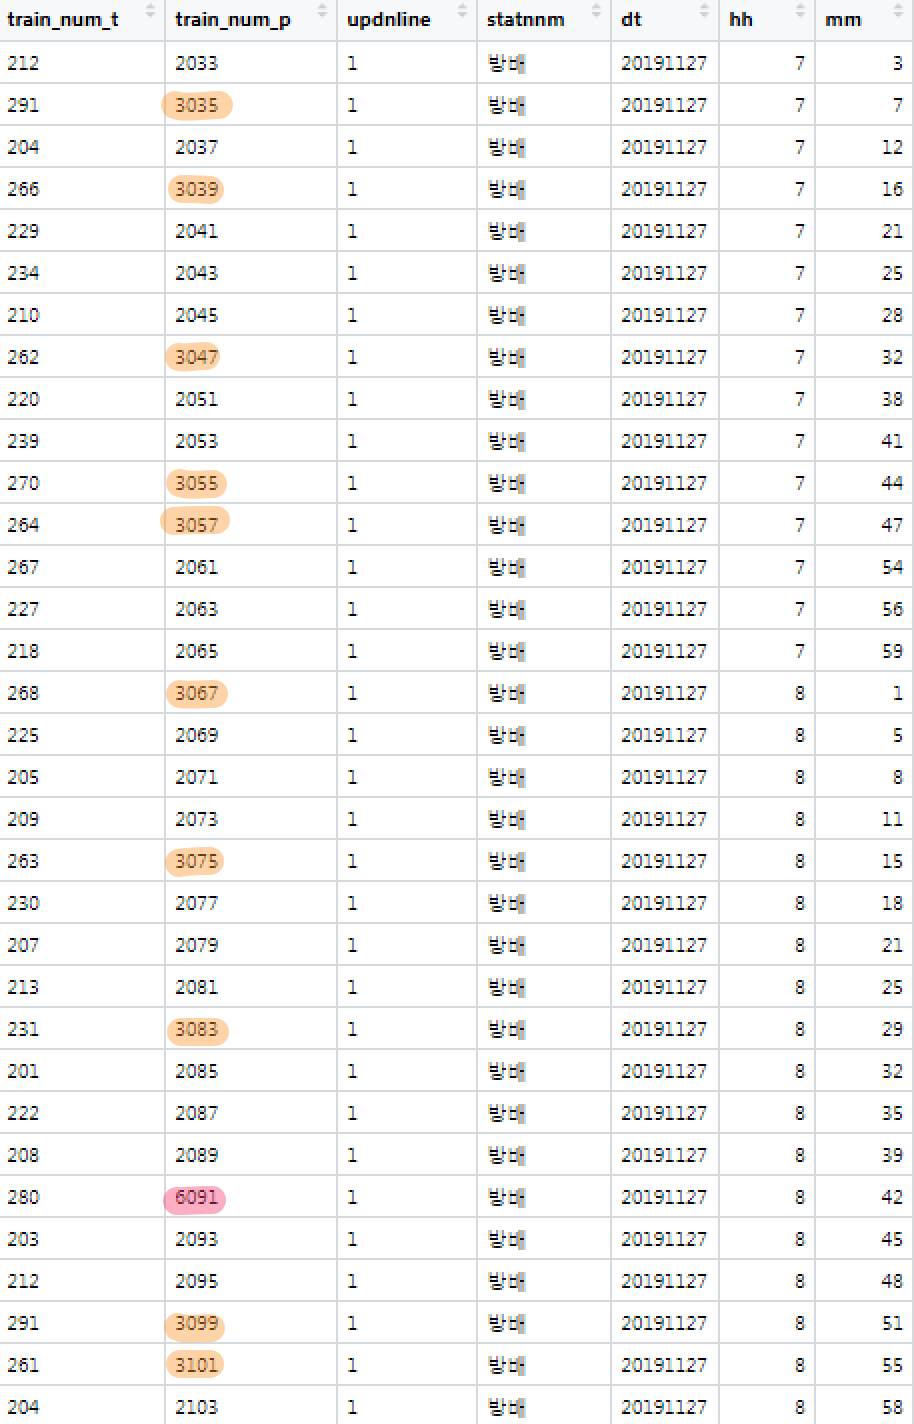 train_num_t train_num_p updnline statnnm dt hh mm
212 2033 1 방배 20191127 7 3
291 3035 1 방배 20191127 7 7
204 2037 1 방배 20191127 7 12
266 3039 1 방배 20191127 7 16
229 2041 1 방배 20191127 7 21
234 2043 1 방배 20191127 7 25
210 2045 1 방배 20191127 7 28
262 3047 1 방배 20191127 7 32
220 2051 1 방배 20191127 7 38
239 2053 1 방배 20191127 7 41
270 3055 1 방배 20191127 7 44
264 3057 1 방배 20191127 7 47
267 2061 1 방배 20191127 7 54
227 2063 1 방배 20191127 7 56
218 2065 1 방배 20191127 7 59
268 3067 1 방배 20191127 8 1
225 2069 1 방배 20191127 8 5
205 2071 1 방배 20191127 8 8
209 2073 1 방배 20191127 8 11
263 3075 1 방배 20191127 8 15
230 2077 1 방배 20191127 8 18
207 2079 1 방배 20191127 8 21
213 2081 1 방배 20191127 8 25
231 3083 1 방배 20191127 8 29
201 2085 1 방배 20191127 8 32
222 2087 1 방배 20191127 8 35
208 2089 1 방배 20191127 8 39
280 6091 1 방배 20191127 8 42
203 2093 1 방배 20191127 8 45
212 2095 1 방배 20191127 8 48
291 3099 1 방배 20191127 8 51
261 3101 1 방배 20191127 8 55
204 2103 1 방배 20191127 8 58